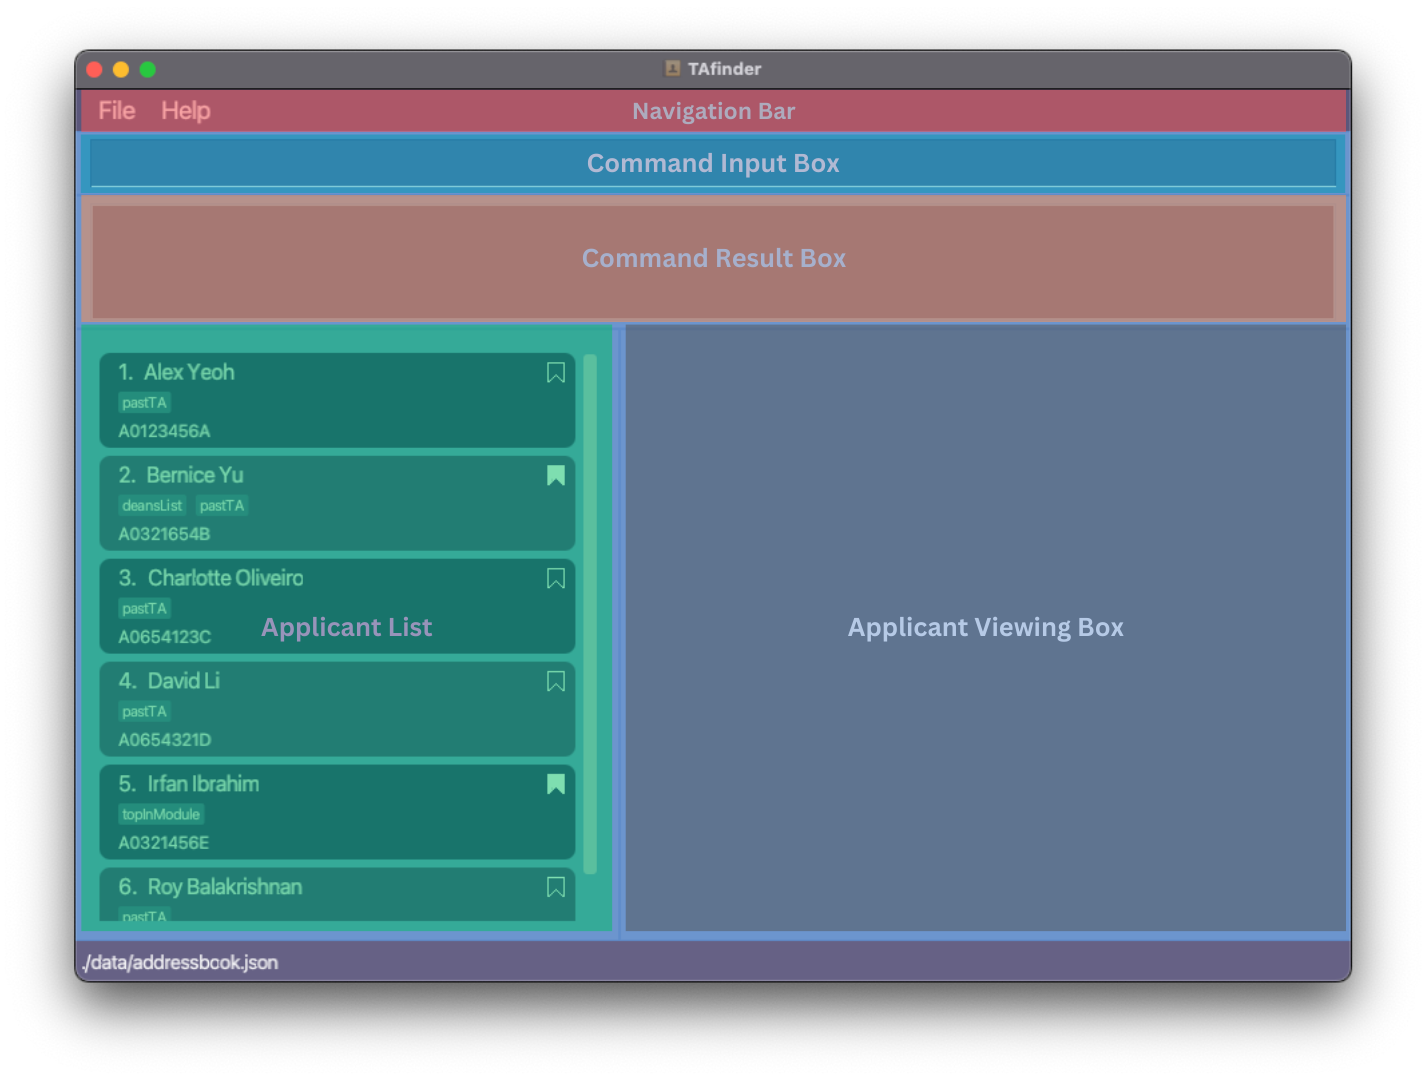 TAfinder
File Help Navigation Bar
Command Input Box
Command Result Box
1. Alex Yeoh
pastTA
A0123456A
2. Bernice Yu
deansList pastTA
A0321654B
3. Charlotte Oliveiro
pastTA
A0654123C
Applicant List
4. David Li
pastTA
A0654321D
5. Irfan Ibrahim
topInModule
A0321456E
6. Roy Balakrishnan
pastTA
Applicant Viewing Box
./data/addressbook.json